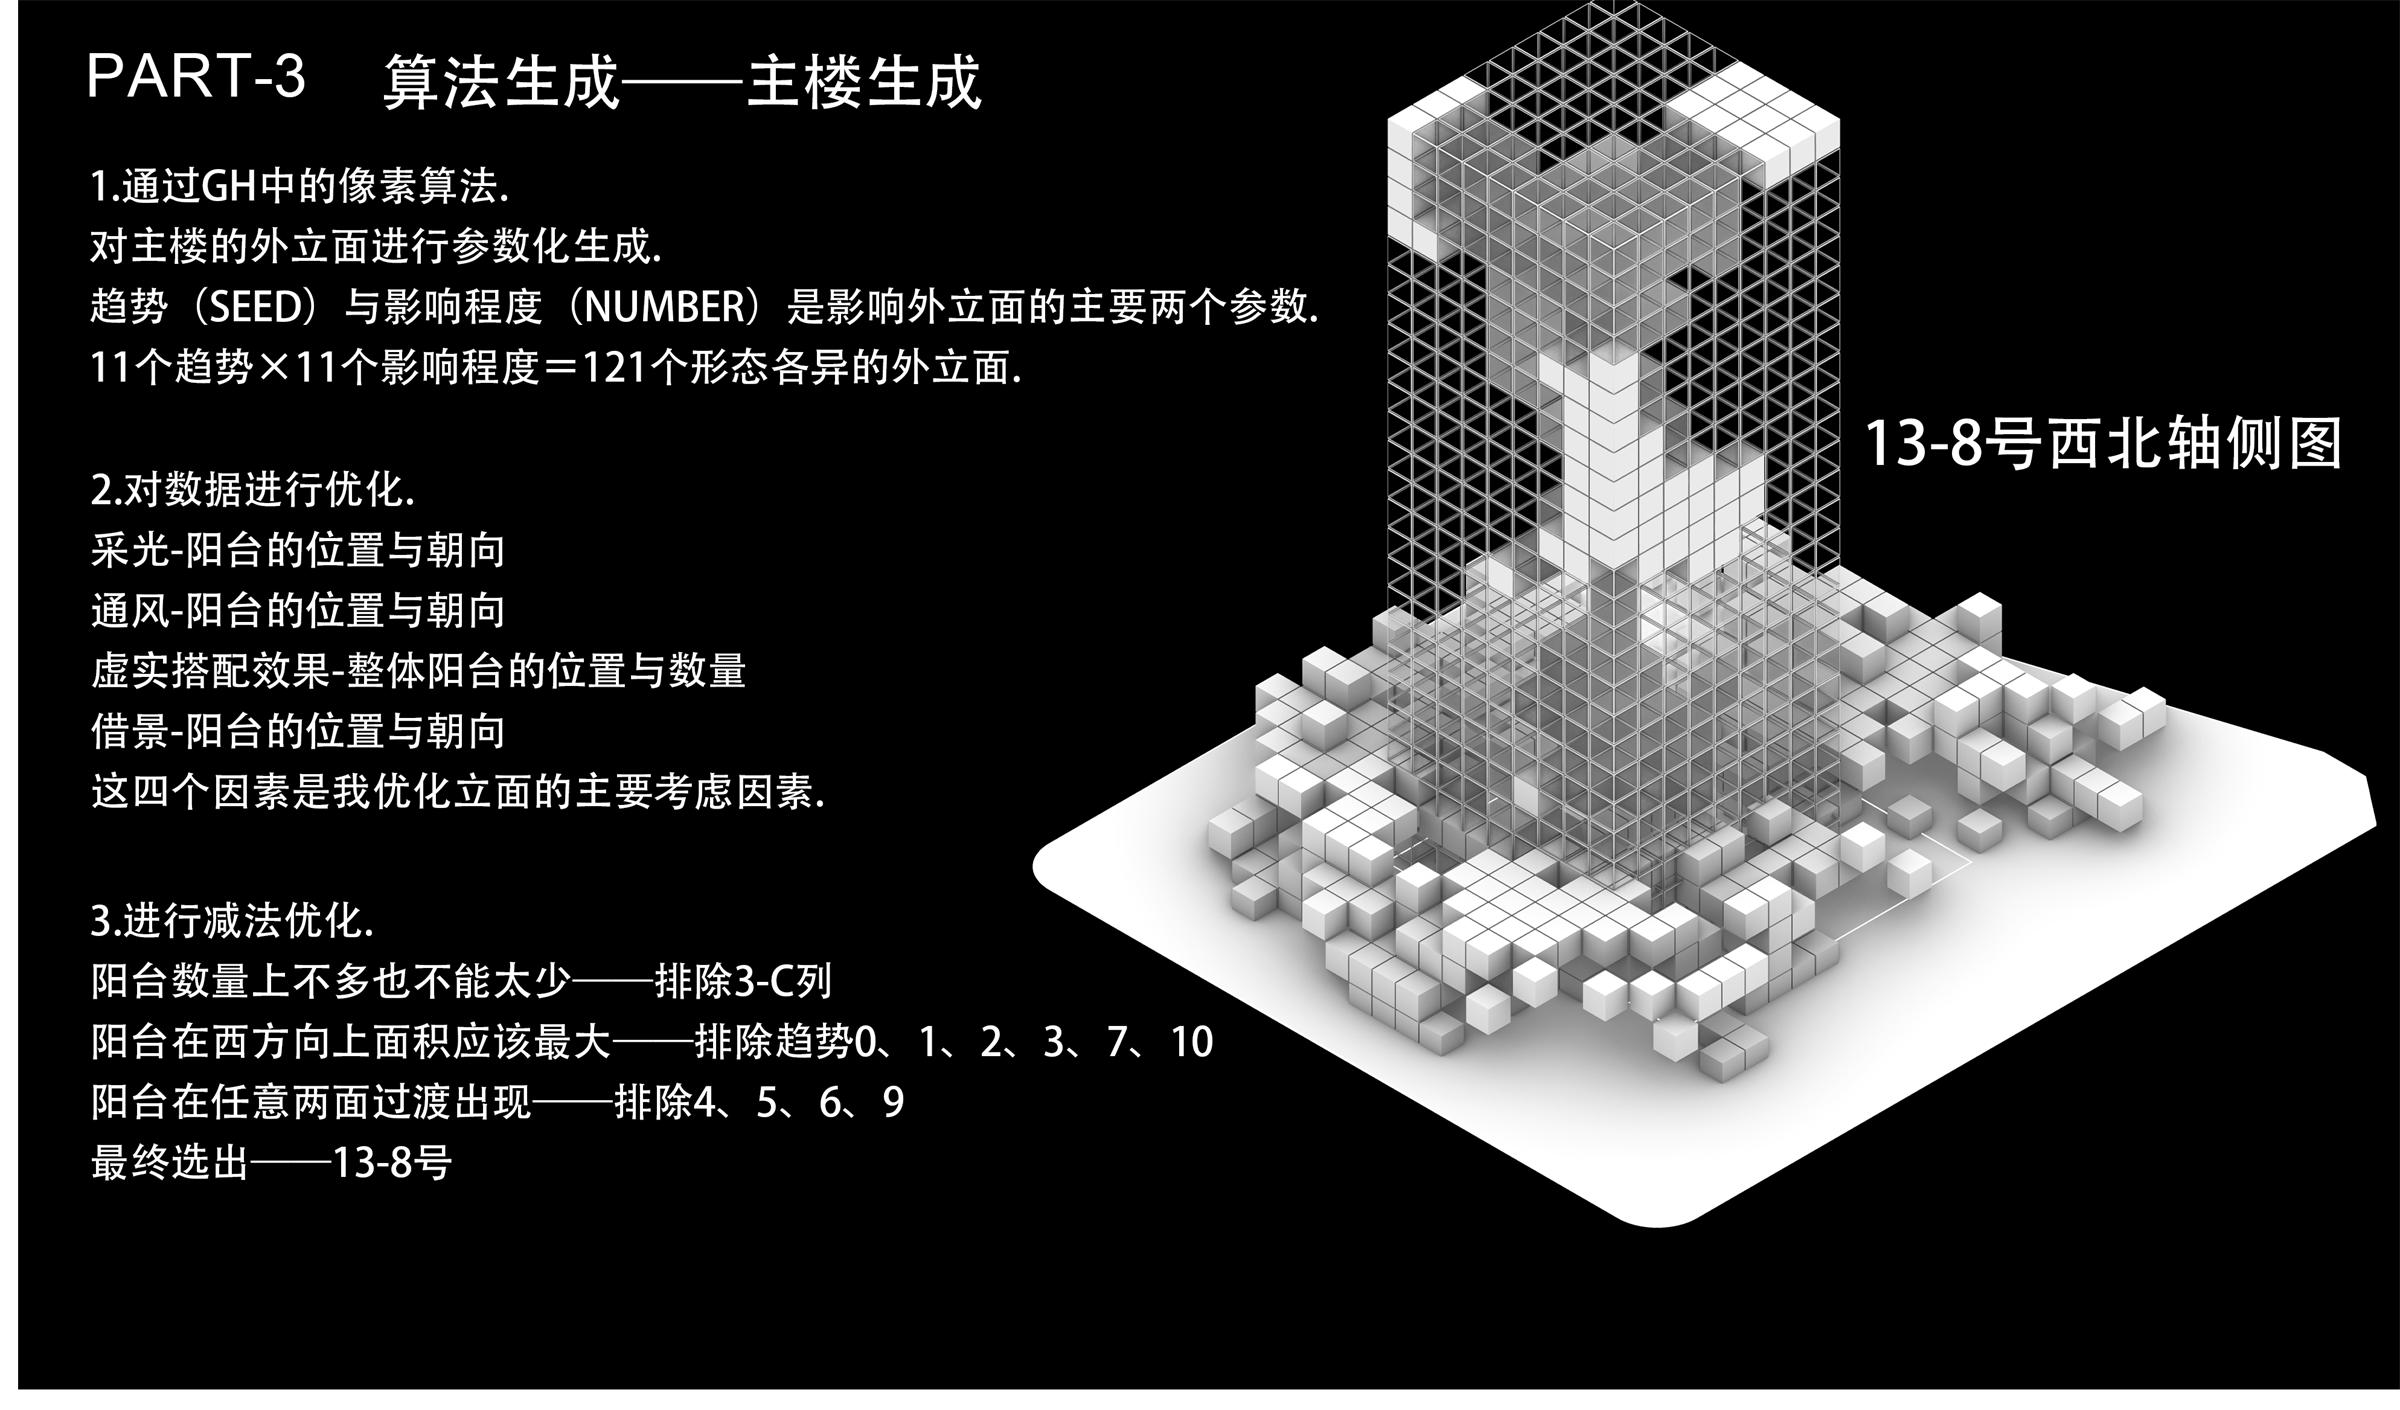 PART-3 算法生成——主楼生成
1.通过GH中的像素算法.
对主楼的外立面进行参数化生成.
趋势（SEED）与影响程度（NUMBER）是影响外立面的主要两个参数.
11个趋势×11个影响程度＝121个形态各异的外立面.
13-8号西北轴侧图
2.对数据进行优化.
采光-阳台的位置与朝向
通风-阳台的位置与朝向
虚实搭配效果-整体阳台的位置与数量
借景-阳台的位置与朝向
这四个因素是我优化立面的主要考虑因素.
3.进行减法优化.
阳台数量上不多也不能太少——排除3-C列
阳台在西方向上面积应该最大——排除趋势0、1、2、3、7、10
阳台在任意两面过渡出现——排除4、5、6、9
最终选出——13-8号